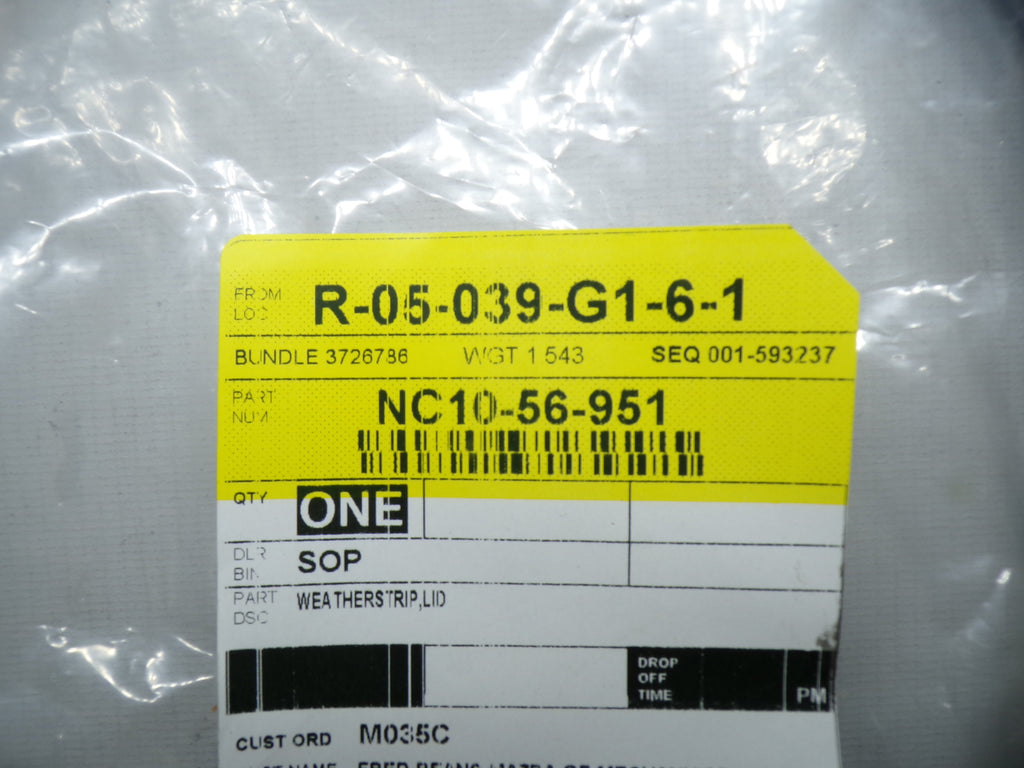 FROM LOC R-05-039-G1-6-1
BUNDLE 3726786 WGT 1 543 SEQ 001-593237
PART NUM NC10-56-951
QTY ONE
DLR BIN SOP
PART DSC WEATHERSTRIP,LID
DROP OFF TIME PM
CUST ORD M035C